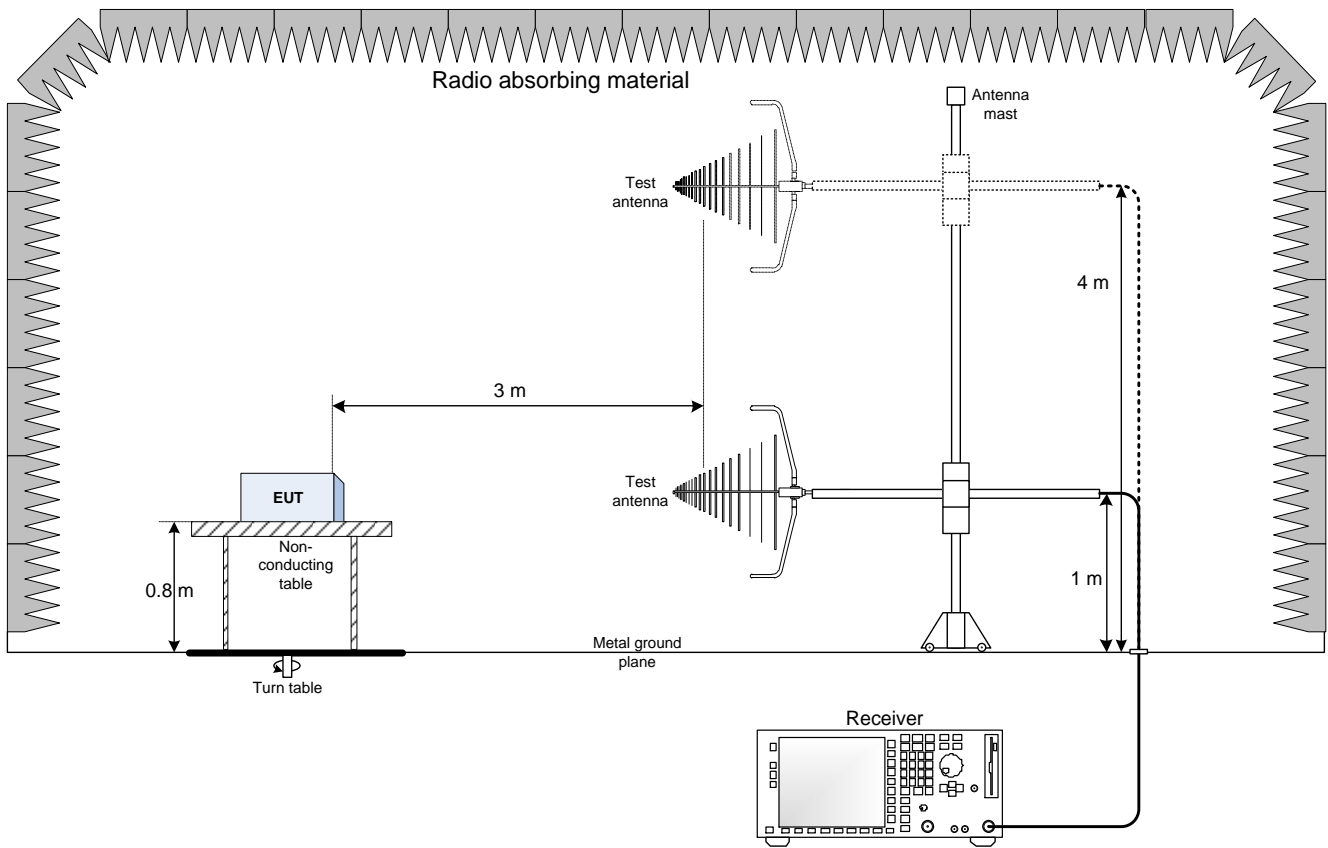 Radio absorbing material
Antenna
mast
Test
antenna
4 m
3 m
Test
antenna
EUT
Non-
conducting
table
0.8 m
1 m
Metal ground
plane
Turn table
Receiver